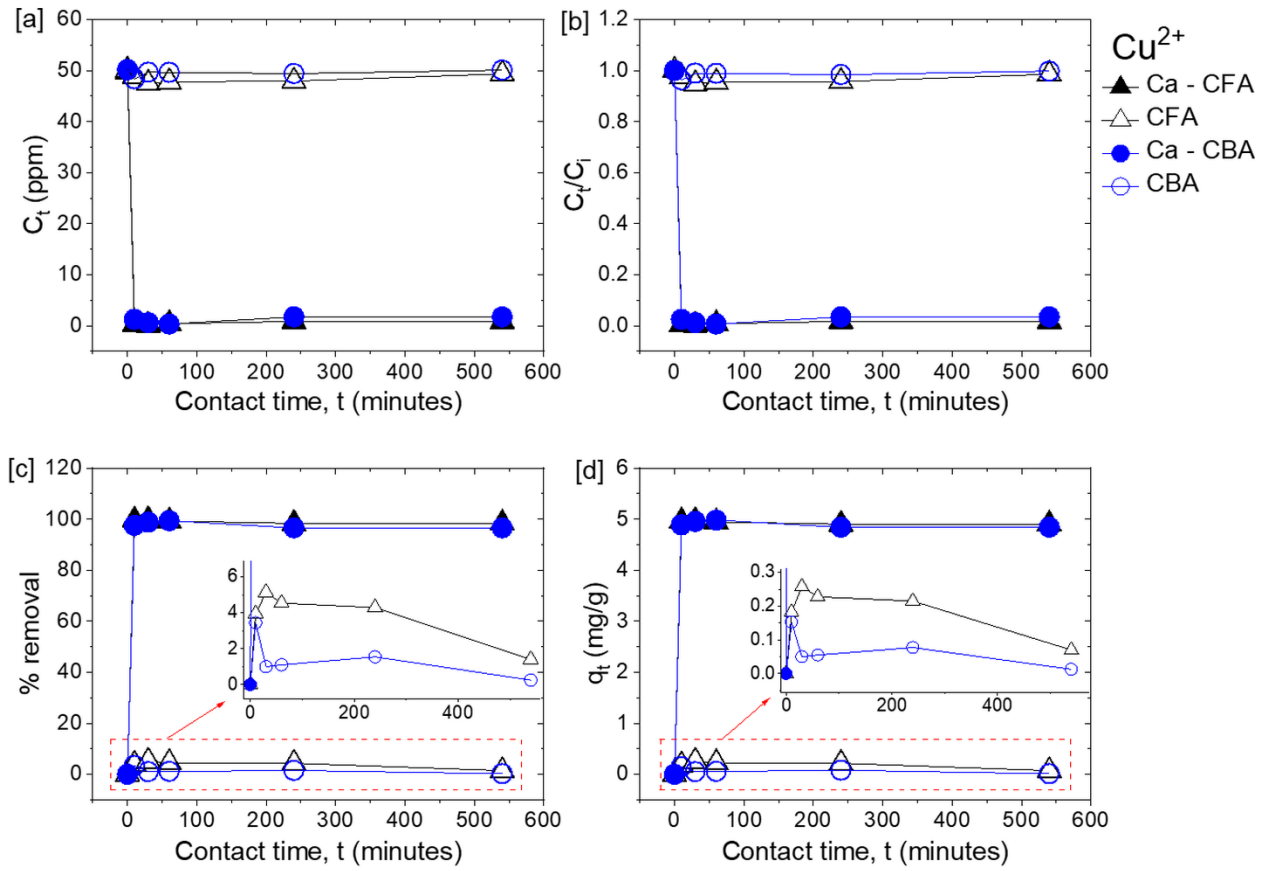 [a]
60
50
40
30
20
10
0
Cₜ (ppm)
0 100 200 300 400 500 600
Contact time, t (minutes)
[b]
1.2
1.0
0.8
0.6
0.4
0.2
0.0
Cₜ/Cᵢ
0 100 200 300 400 500 600
Contact time, t (minutes)
Cu²⁺
Ca - CFA
CFA
Ca - CBA
CBA
[c]
120
100
80
60
40
20
0
% removal
6
4
2
0
0 200 400
0 100 200 300 400 500 600
Contact time, t (minutes)
[d]
6
5
4
3
2
1
0
qₜ (mg/g)
0.3
0.2
0.1
0.0
0 200 400
0 100 200 300 400 500 600
Contact time, t (minutes)